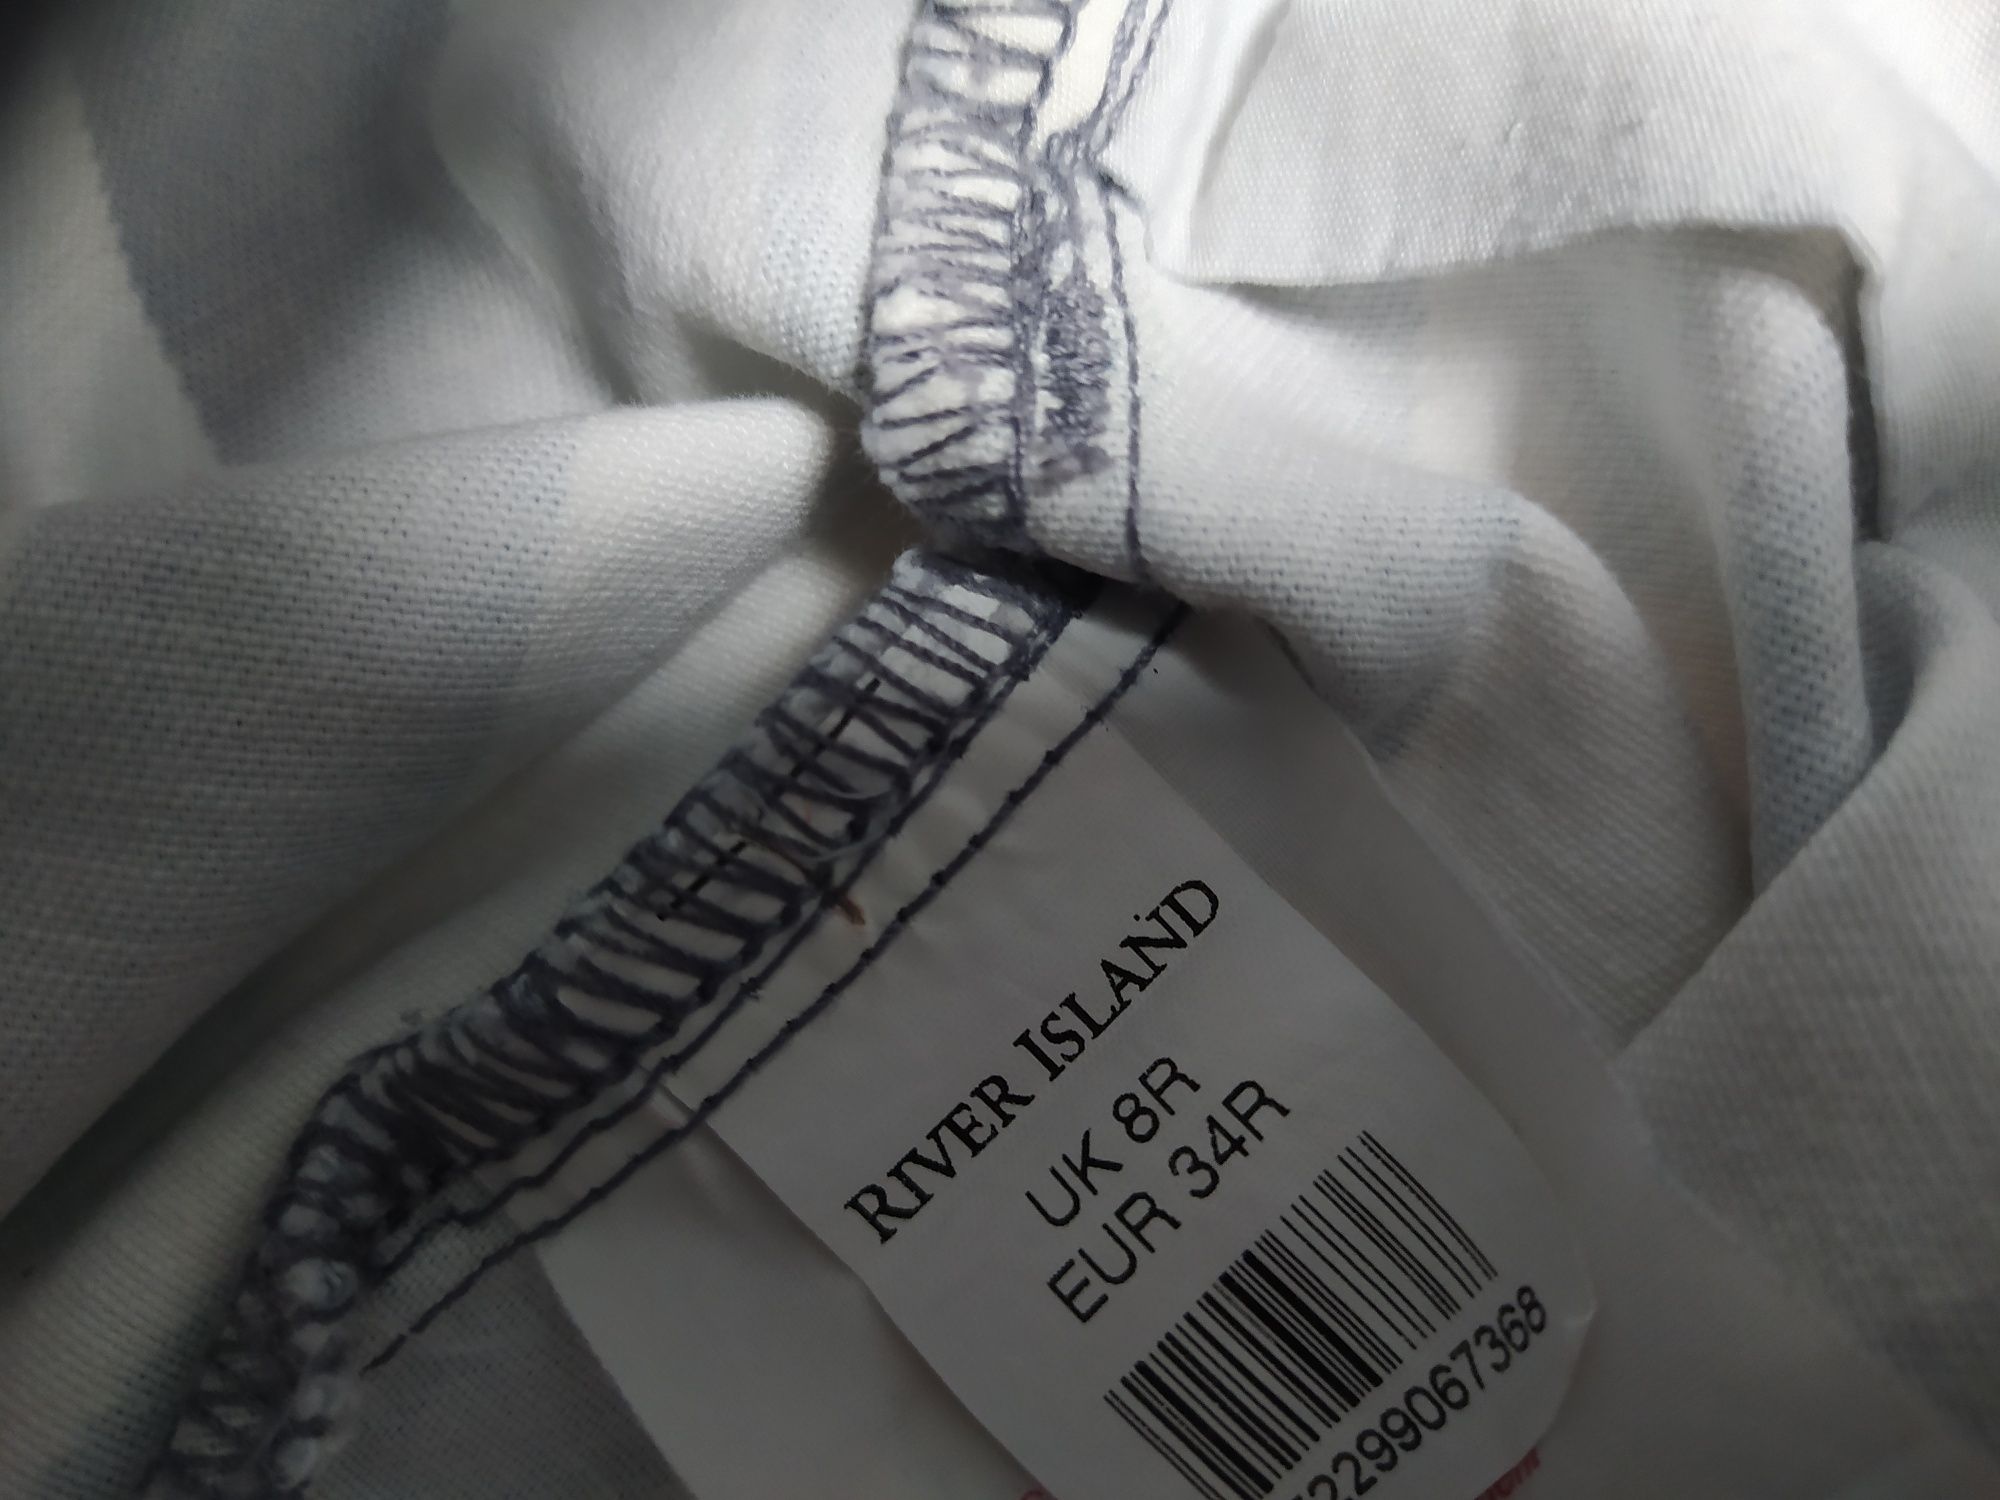 RIVER ISLAND
UK 8R
EUR 34R
2299067368